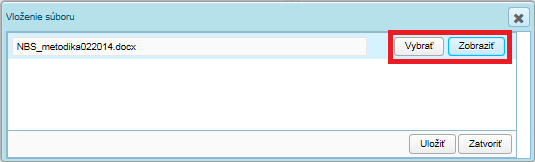 Vloženie súboru
NBS_metodika022014.docx
Vybrať
Zobraziť
Uložiť
Zatvoriť